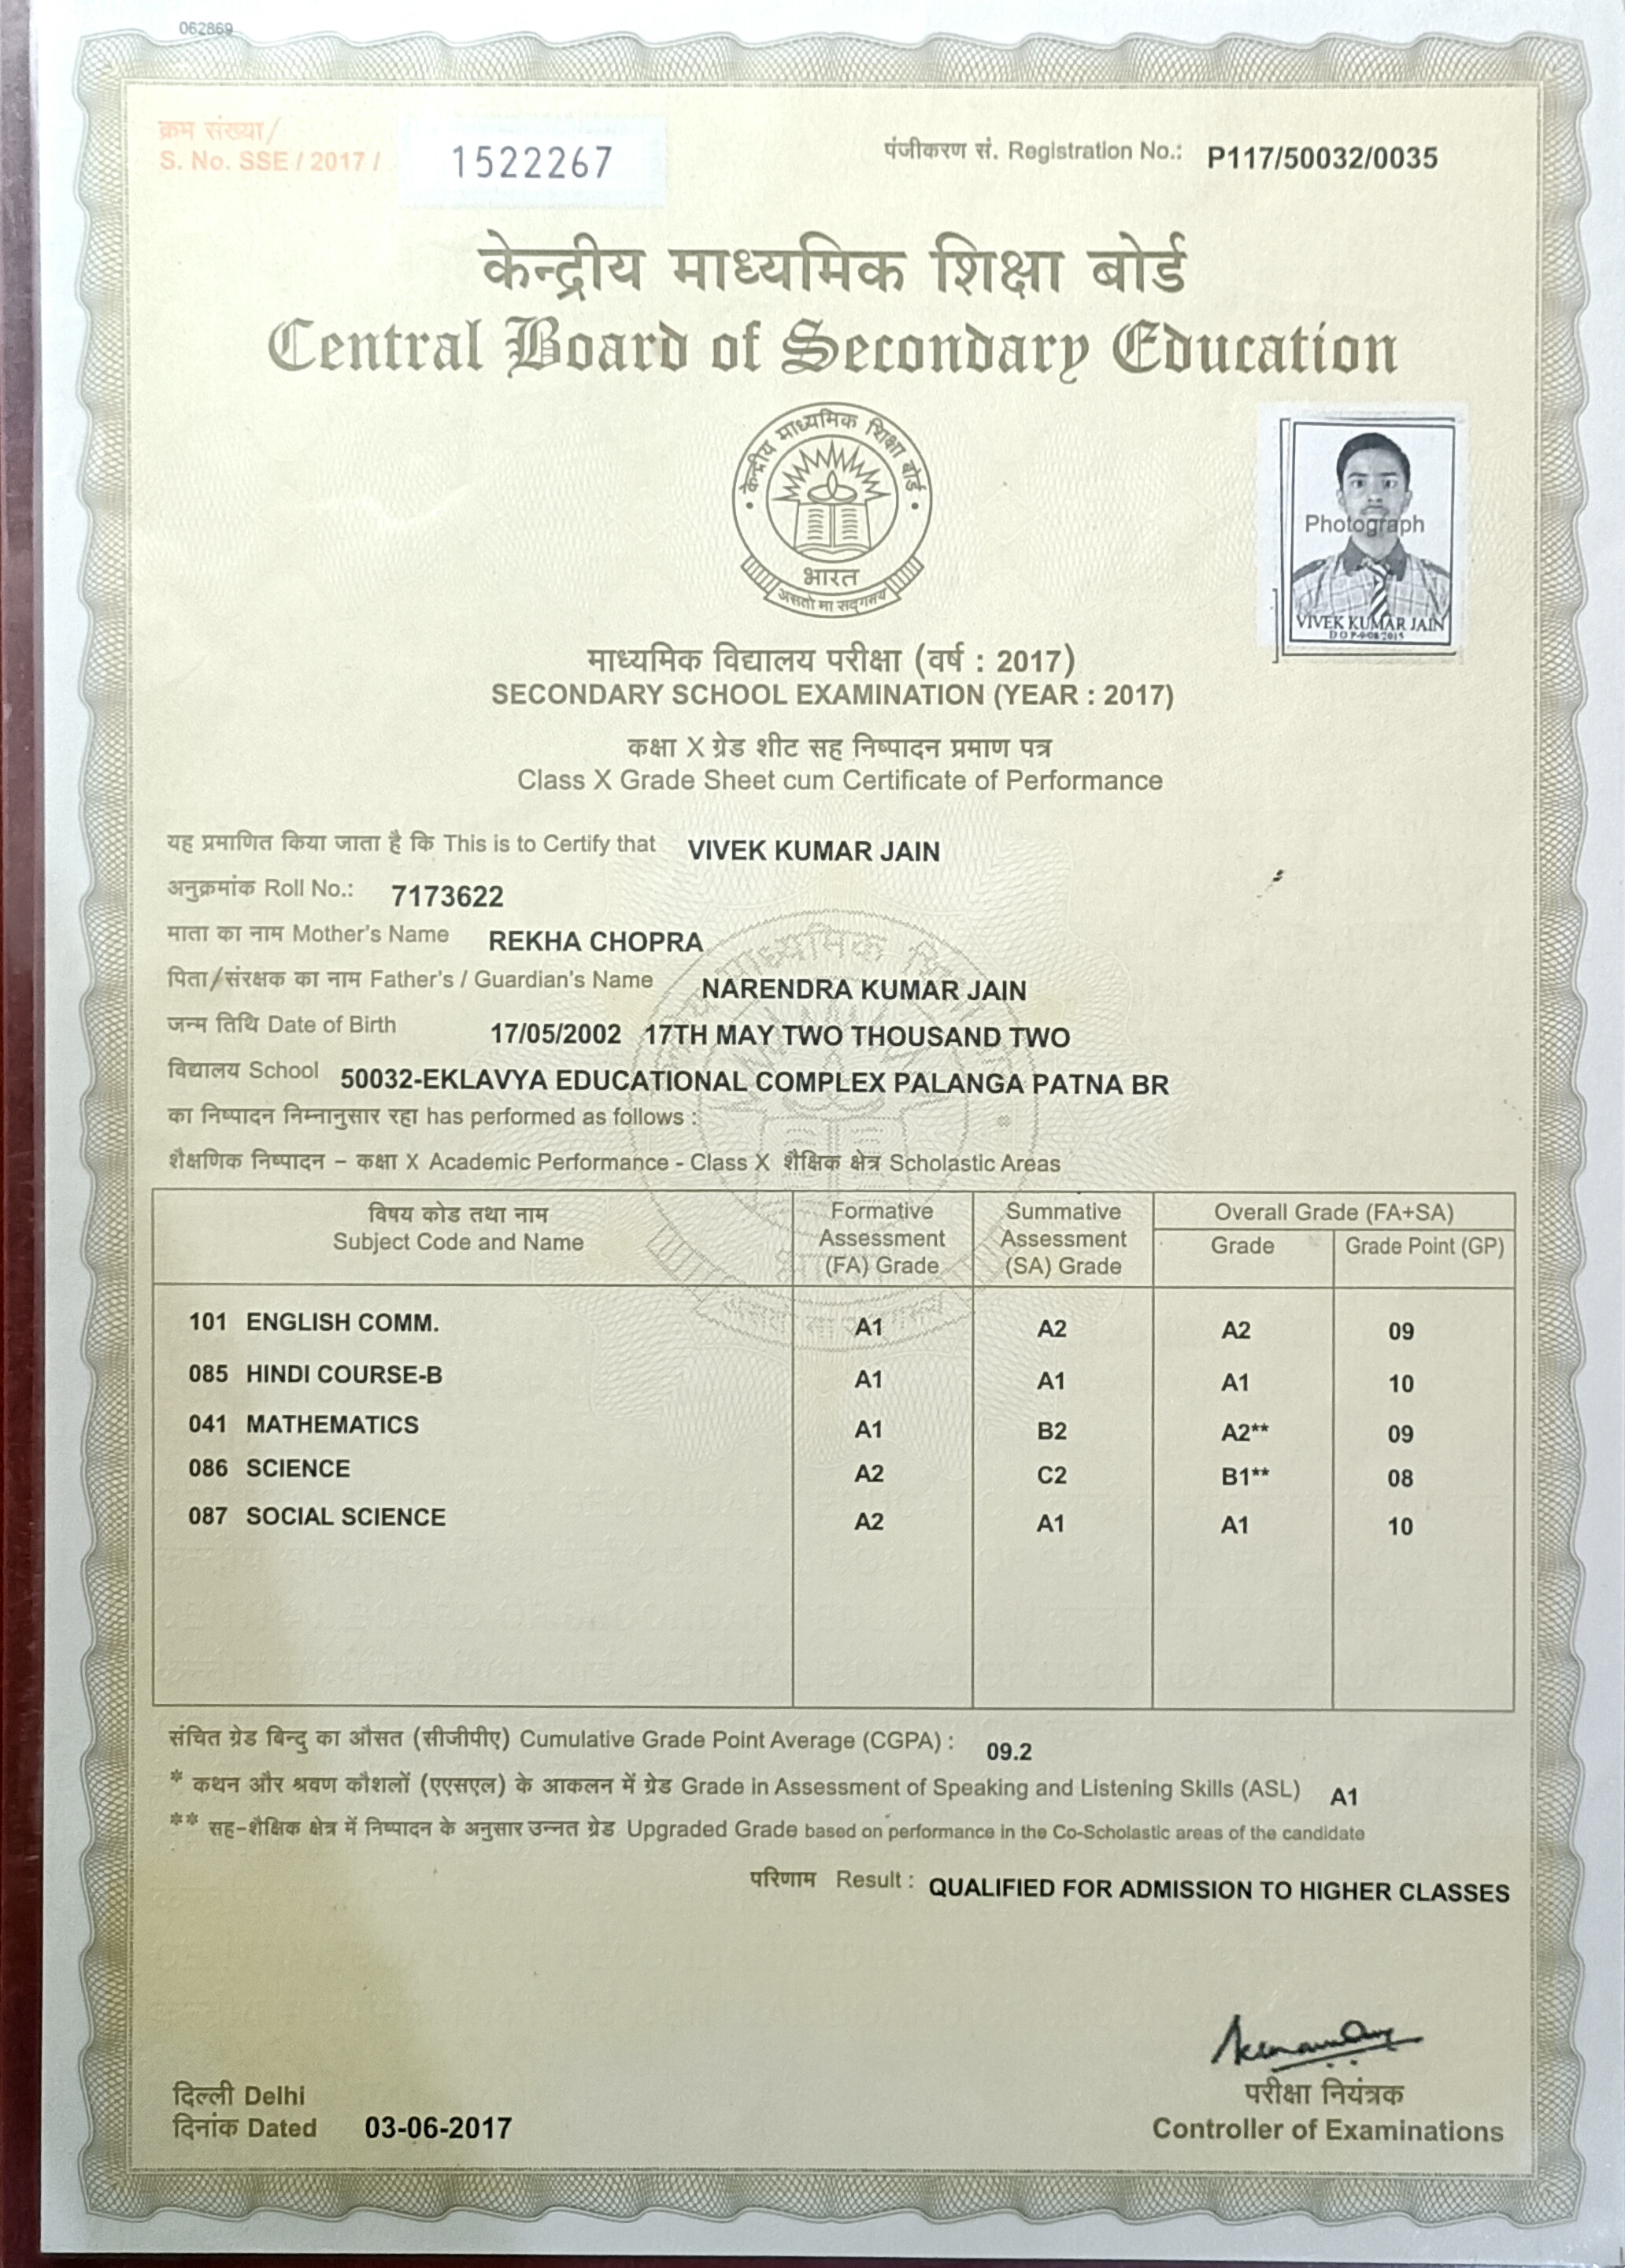 062869
क्रम संख्या/
S. No. SSE / 2017 / 1522267
पंजीकरण सं. Registration No.: P117/50032/0035
केन्द्रीय माध्यमिक शिक्षा बोर्ड
Central Board of Secondary Education
केन्द्रीय माध्यमिक शिक्षा बोर्ड
भारत
असतो मा सद्गमय
Photograph
VIVEK KUMAR JAIN
माध्यमिक विद्यालय परीक्षा (वर्ष : 2017)
SECONDARY SCHOOL EXAMINATION (YEAR : 2017)
कक्षा X ग्रेड शीट सह निष्पादन प्रमाण पत्र
Class X Grade Sheet cum Certificate of Performance
यह प्रमाणित किया जाता है कि This is to Certify that VIVEK KUMAR JAIN
अनुक्रमांक Roll No.: 7173622
माता का नाम Mother's Name REKHA CHOPRA
पिता/संरक्षक का नाम Father's / Guardian's Name NARENDRA KUMAR JAIN
जन्म तिथि Date of Birth 17/05/2002 17TH MAY TWO THOUSAND TWO
विद्यालय School 50032-EKLAVYA EDUCATIONAL COMPLEX PALANGA PATNA BR
का निष्पादन निम्नानुसार रहा has performed as follows :
शैक्षणिक निष्पादन – कक्षा X Academic Performance - Class X शैक्षिक क्षेत्र Scholastic Areas
विषय कोड तथा नाम
Subject Code and Name
Formative
Assessment
(FA) Grade
Summative
Assessment
(SA) Grade
Overall Grade (FA+SA)
Grade Grade Point (GP)
101 ENGLISH COMM. A1 A2 A2 09
085 HINDI COURSE-B A1 A1 A1 10
041 MATHEMATICS A1 B2 A2** 09
086 SCIENCE A2 C2 B1** 08
087 SOCIAL SCIENCE A2 A1 A1 10
संचित ग्रेड बिन्दु का औसत (सीजीपीए) Cumulative Grade Point Average (CGPA) : 09.2
* कथन और श्रवण कौशलों (एएसएल) के आकलन में ग्रेड Grade in Assessment of Speaking and Listening Skills (ASL) A1
** सह-शैक्षिक क्षेत्र में निष्पादन के अनुसार उन्नत ग्रेड Upgraded Grade based on performance in the Co-Scholastic areas of the candidate
परिणाम Result : QUALIFIED FOR ADMISSION TO HIGHER CLASSES
दिल्ली Delhi
दिनांक Dated 03-06-2017
परीक्षा नियंत्रक
Controller of Examinations